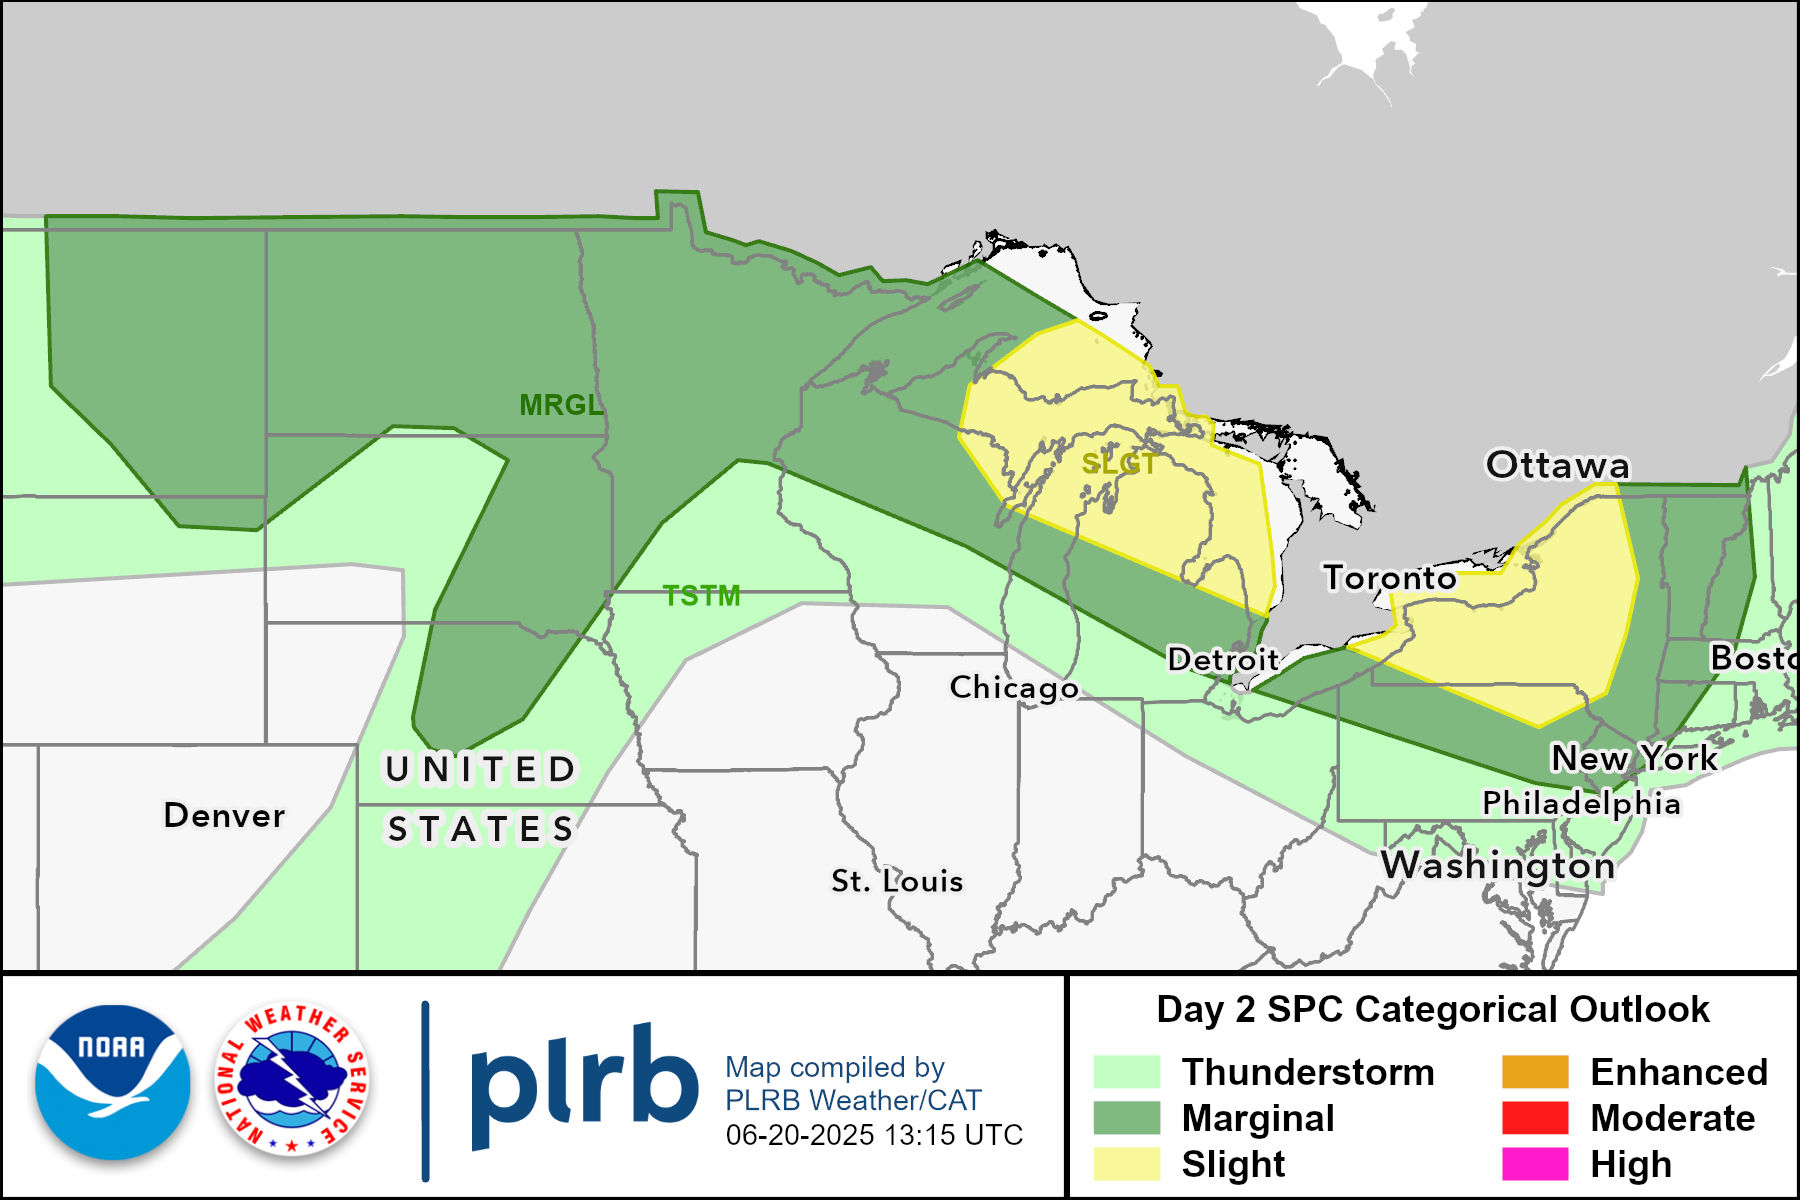 MRGL
SLGT
Ottawa
Toronto
TSTM
Detroit
Bosto
Chicago
New York
UNITED
STATES
Denver
Philadelphia
Washington
St. Louis
NOAA
NATIONAL WEATHER SERVICE
plrb
Map compiled by
PLRB Weather/CAT
06-20-2025 13:15 UTC
Day 2 SPC Categorical Outlook
Thunderstorm
Enhanced
Marginal
Moderate
Slight
High